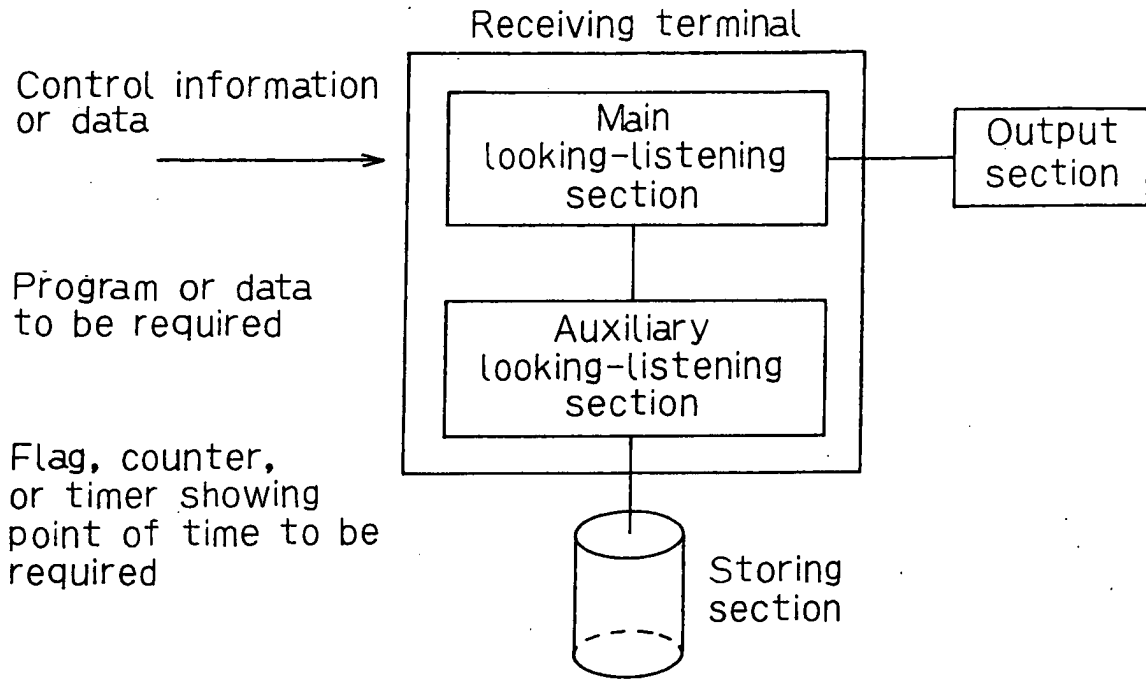 Receiving terminal
Control information
or data
Main
looking-listening
section
Output
section
Program or data
to be required
Auxiliary
looking-listening
section
Flag, counter,
or timer showing
point of time to be
required
Storing
section